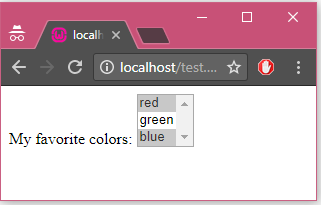 localh
localhost/test....
red
green
My favorite colors: blue